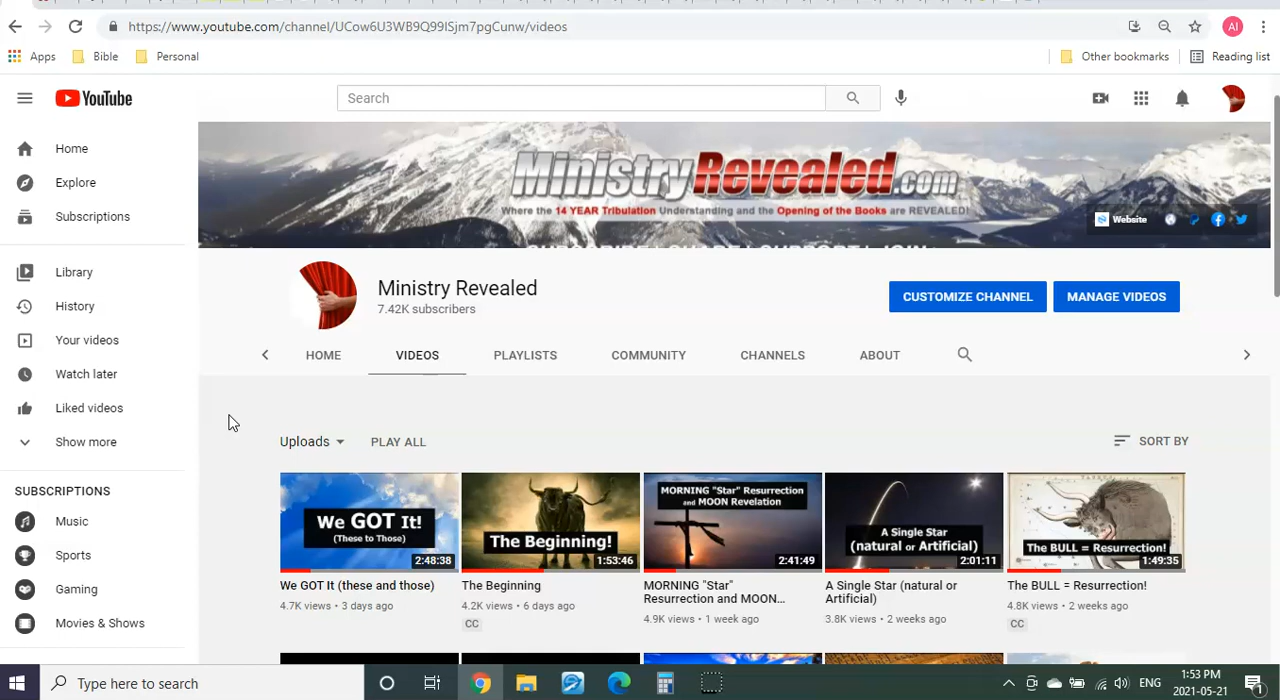 https://www.youtube.com/channel/UCow6U3WB9Q99ISjm7pgCunw/videos
AI
Apps
Bible
Personal
Other bookmarks
Reading list
YouTube
Search
Home
Explore
Subscriptions
Library
History
Your videos
Watch later
Liked videos
Show more
SUBSCRIPTIONS
Music
Sports
Gaming
Movies & Shows
MinistryRevealed.com
Where the 14 YEAR Tribulation Understanding and the Opening of the Books are REVEALED!
Website
SUBSCRIBE | SHARE | SUPPORT | JOIN
Ministry Revealed
7.42K subscribers
CUSTOMIZE CHANNEL
MANAGE VIDEOS
HOME
VIDEOS
PLAYLISTS
COMMUNITY
CHANNELS
ABOUT
Uploads
PLAY ALL
SORT BY
We GOT It!
(These to Those)
2:48:38
We GOT It (these and those)
4.7K views • 3 days ago
The Beginning!
1:53:46
The Beginning
4.2K views • 6 days ago
CC
MORNING "Star" Resurrection
and MOON Revelation
2:41:49
MORNING "Star"
Resurrection and MOON...
4.9K views • 1 week ago
A Single Star
(natural or Artificial)
2:01:11
A Single Star (natural or
Artificial)
3.8K views • 2 weeks ago
The BULL = Resurrection!
1:49:35
The BULL = Resurrection!
4.8K views • 2 weeks ago
CC
Type here to search
ENG
1:53 PM
2021-05-21
1